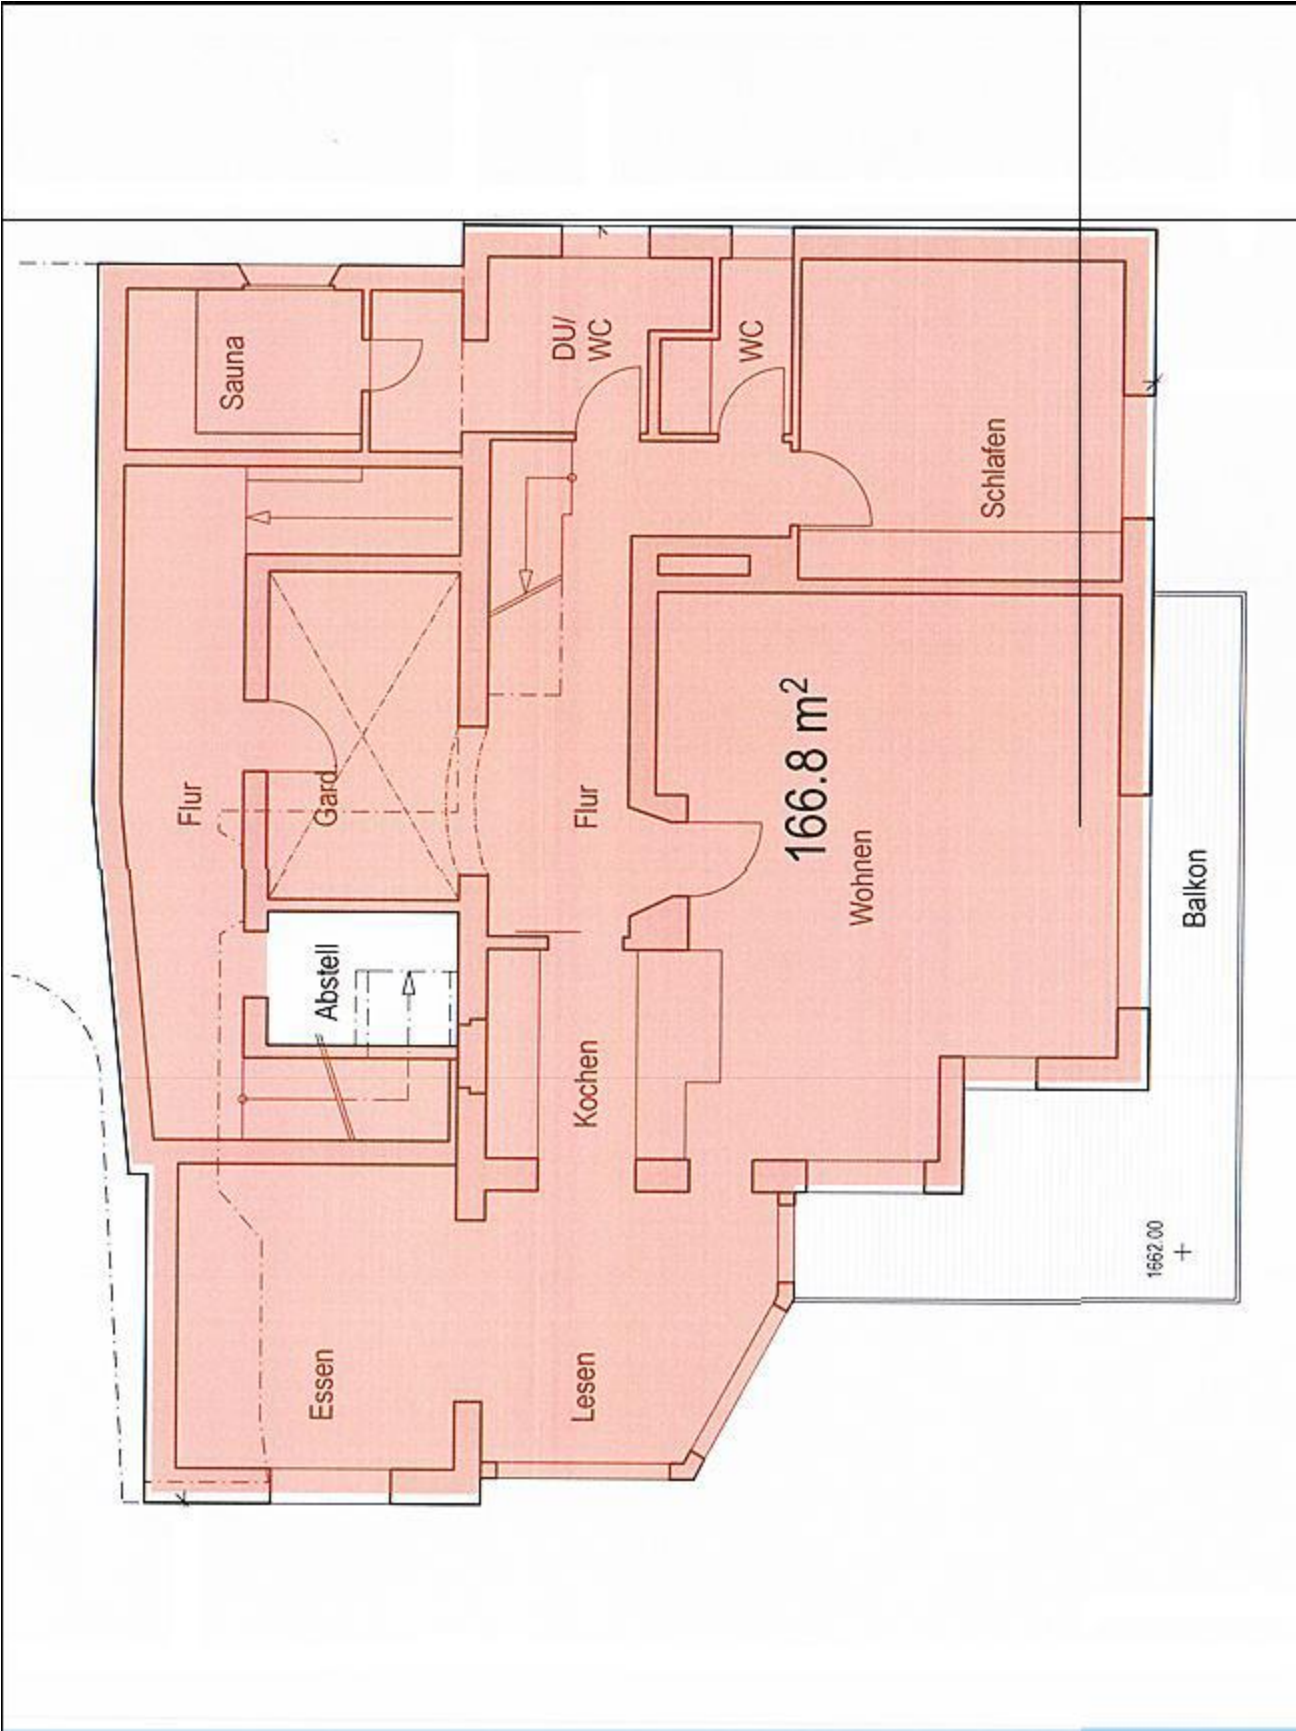 Sauna
DU/
WC
WC
Schlafen
Flur
Gard
Flur
166.8 m²
Wohnen
Balkon
Abstell
Kochen
Essen
Lesen
1662.00